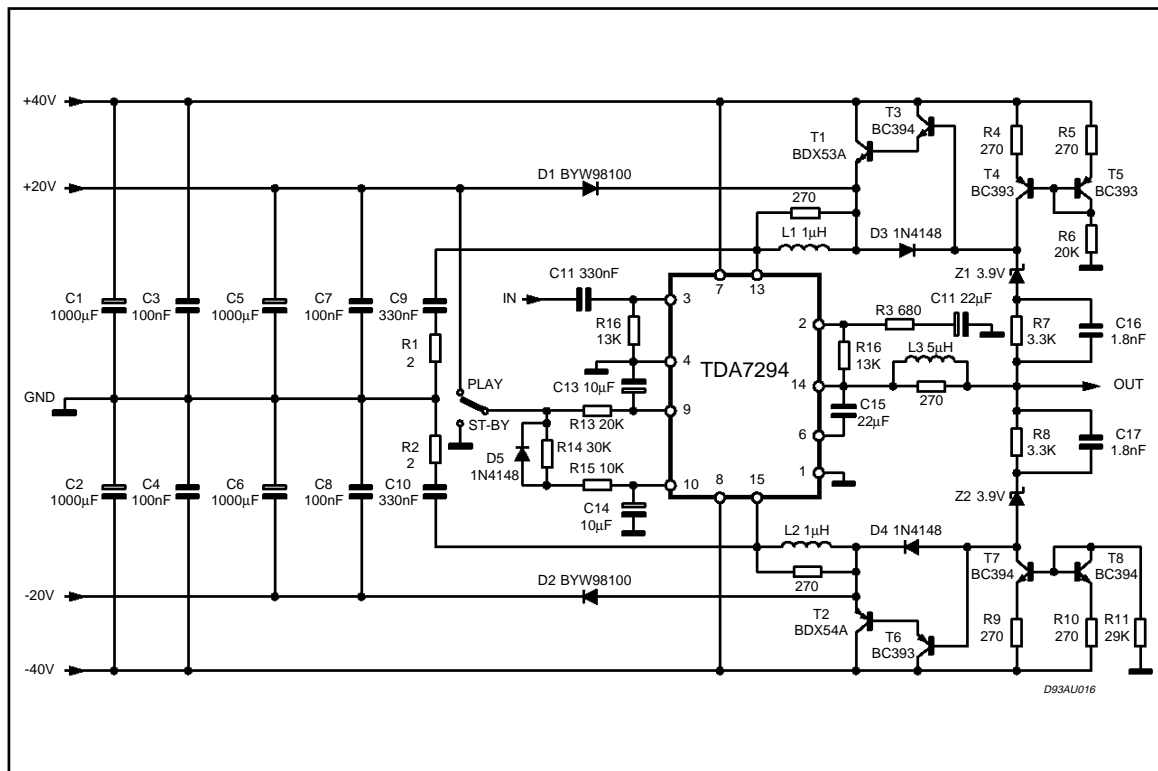 +40V
+20V
GND
-20V
-40V
C1
1000µF
C3
100nF
C5
1000µF
C7
100nF
C9
330nF
R1
2
C2
1000µF
C4
100nF
C6
1000µF
C8
100nF
C10
330nF
R2
2
PLAY
ST-BY
D1 BYW98100
D2 BYW98100
IN
C11 330nF
R16
13K
C13 10µF
R13 20K
R14 30K
D5
1N4148
R15 10K
C14
10µF
TDA7294
3
4
9
10
7
13
8
15
2
14
6
1
T3
BC394
T1
BDX53A
270
L1 1µH
D3 1N4148
R4
270
R5
270
T4
BC393
T5
BC393
R6
20K
Z1 3.9V
R3 680
C11 22µF
R16
13K
L3 5µH
270
C15
22µF
R7
3.3K
C16
1.8nF
OUT
R8
3.3K
C17
1.8nF
Z2 3.9V
L2 1µH
D4 1N4148
270
T2
BDX54A
T6
BC393
T7
BC394
T8
BC394
R9
270
R10
270
R11
29K
D93AU016